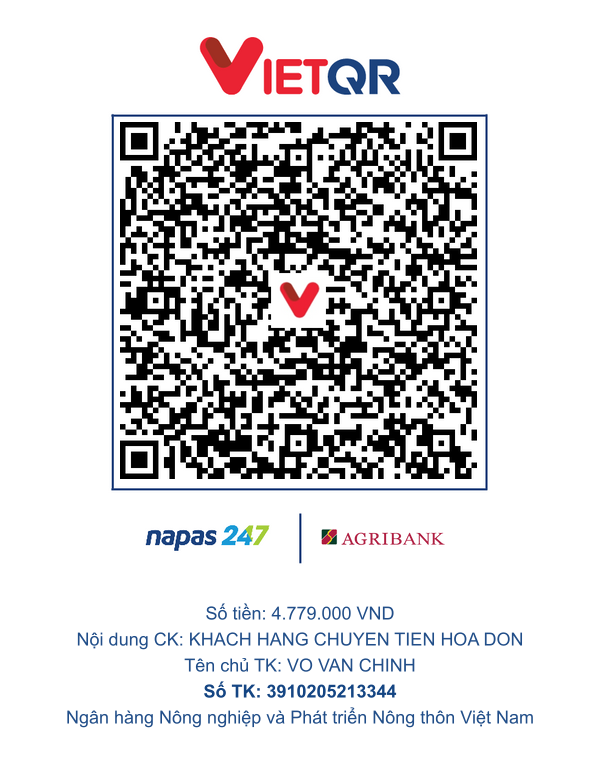 VIETQR
napas 247
AGRIBANK
Số tiền: 4.779.000 VND
Nội dung CK: KHACH HANG CHUYEN TIEN HOA DON
Tên chủ TK: VO VAN CHINH
Số TK: 3910205213344
Ngân hàng Nông nghiệp và Phát triển Nông thôn Việt Nam